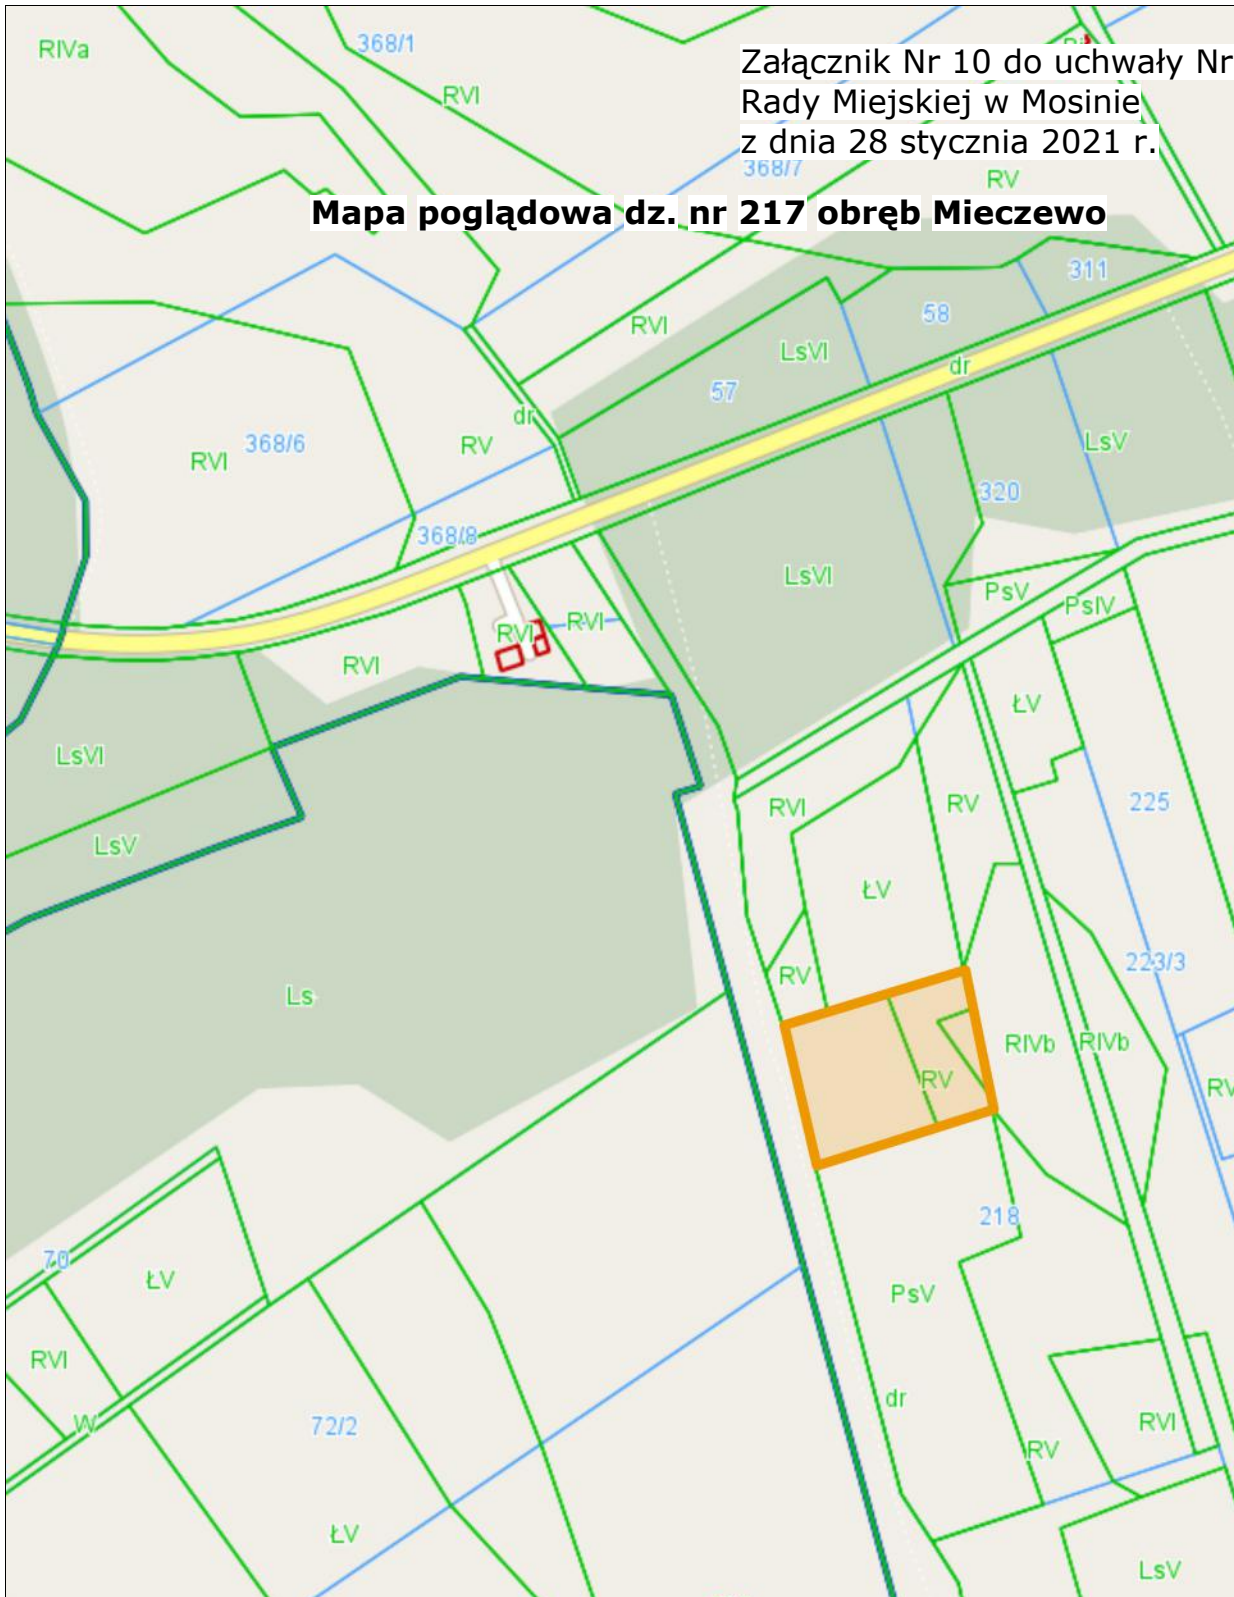 RIVa
368/1
RVI
Załącznik Nr 10 do uchwały Nr
Rady Miejskiej w Mosinie
z dnia 28 stycznia 2021 r.
368/7
RV
Mapa poglądowa dz. nr 217 obręb Mieczewo
311
58
RVI
LsVI
dr
57
dr
368/6
RV
RVI
LsV
320
368/8
LsVI
PsV
PsIV
RVI
RVI
RVI
ŁV
LsVI
225
RVI
RV
LsV
ŁV
223/3
RV
Ls
RIVb
RIVb
RV
RV
218
70
ŁV
PsV
RVI
dr
W
72/2
RVI
RV
ŁV
LsV